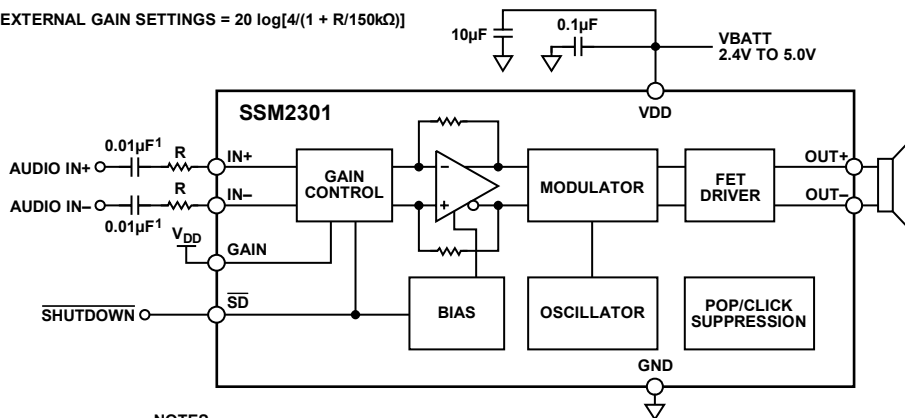 EXTERNAL GAIN SETTINGS = 20 log[4/(1 + R/150kΩ)]
10µF
0.1µF
VBATT
2.4V TO 5.0V
VDD
SSM2301
0.01µF1
R
IN+
AUDIO IN+
GAIN
CONTROL
MODULATOR
FET
DRIVER
OUT+
R
IN–
AUDIO IN–
OUT–
0.01µF1
VDD
GAIN
SHUTDOWN
SD
BIAS
OSCILLATOR
POP/CLICK
SUPPRESSION
GND